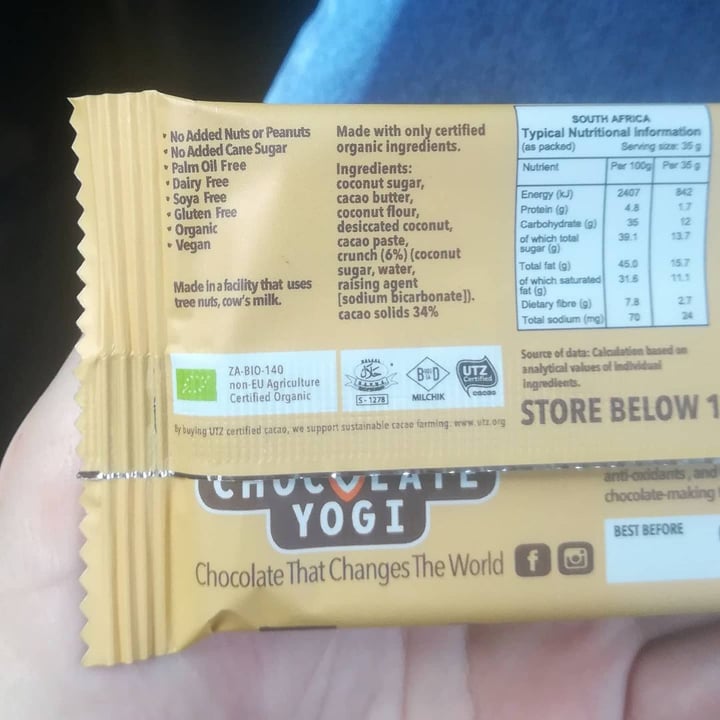 • No Added Nuts or Peanuts
• No Added Cane Sugar
• Palm Oil Free
• Dairy Free
• Soya Free
• Gluten Free
• Organic
• Vegan
Made in a facility that uses
tree nuts, cow's milk.
Made with only certified
organic ingredients.
Ingredients:
coconut sugar,
cacao butter,
coconut flour,
desiccated coconut,
cacao paste,
crunch (6%) (coconut
sugar, water,
raising agent
[sodium bicarbonate]).
cacao solids 34%
SOUTH AFRICA
Typical Nutritional Information
(as packed) Serving size: 35 g
Nutrient Per 100g Per 35 g
Energy (kJ) 2407 842
Protein (g) 4.8 1.7
Carbohydrate (g) 35 12
of which total
sugar (g) 39.1 13.7
Total fat (g) 45.0 15.7
of which saturated
fat (g) 31.6 11.1
Dietary fibre (g) 7.8 2.7
Total sodium (mg) 70 24
Source of data: Calculation based on
analytical values of individual
ingredients.
STORE BELOW 1
ZA-BIO-140
non-EU Agriculture
Certified Organic
حلال
S-1278
B D
MILCHIK
UTZ
Certified
cacao
By buying UTZ certified cacao, we support sustainable cacao farming. www.utz.org
CHOCOLATE
YOGI
Chocolate That Changes The World
anti-oxidants, and
chocolate-making
BEST BEFORE